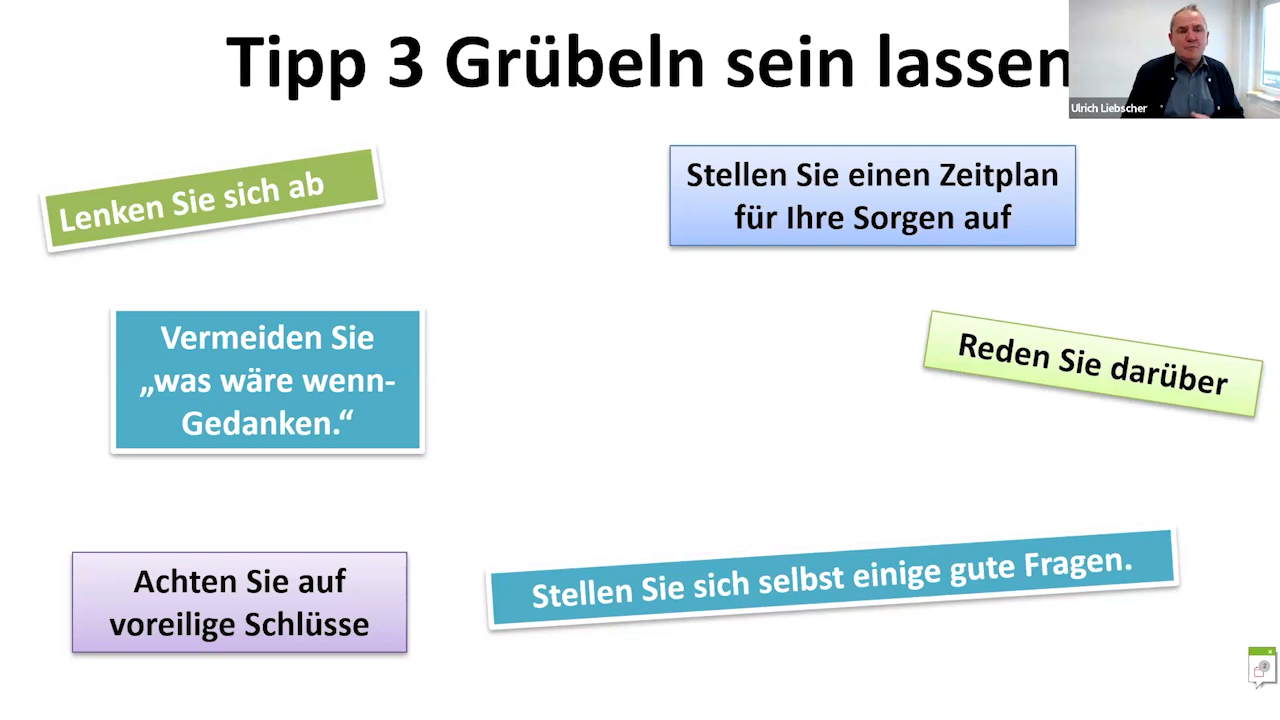 Tipp 3 Grübeln sein lassen
Ulrich Liebscher
Lenken Sie sich ab
Stellen Sie einen Zeitplan
für Ihre Sorgen auf
Vermeiden Sie
„was wäre wenn-
Gedanken.“
Reden Sie darüber
Achten Sie auf
voreilige Schlüsse
Stellen Sie sich selbst einige gute Fragen.
2